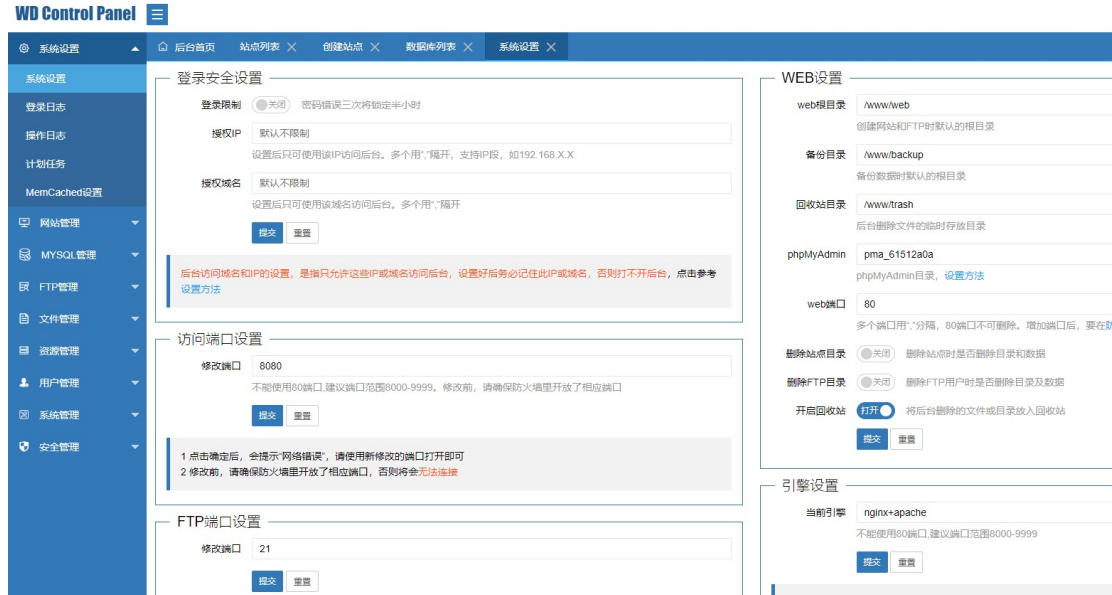 WD Control Panel
系统设置
后台首页
站点列表
创建站点
数据库列表
系统设置
系统设置
登录日志
操作日志
计划任务
MemCached设置
网站管理
MYSQL管理
FTP管理
文件管理
资源管理
用户管理
系统管理
安全管理
登录安全设置
登录限制 关闭 密码错误三次将锁定半小时
授权IP 默认不限制
设置后只可使用该IP访问后台。多个用","隔开，支持IP段，如192.168.X.X
授权域名 默认不限制
设置后只可使用该域名访问后台。多个用","隔开
提交 重置
后台访问域名和IP的设置，是指只允许这些IP或域名访问后台，设置好后务必记住此IP或域名，否则打不开后台，点击参考
设置方法
访问端口设置
修改端口 8080
不能使用80端口,建议端口范围8000-9999。修改前，请确保防火墙里开放了相应端口
提交 重置
1 点击确定后，会提示"网络错误"，请使用新修改的端口打开即可
2 修改前，请确保防火墙里开放了相应端口，否则将会无法连接
FTP端口设置
修改端口 21
提交 重置
WEB设置
web根目录 /www/web
创建网站和FTP时默认的根目录
备份目录 /www/backup
备份数据时默认的根目录
回收站目录 /www/trash
后台删除文件的临时存放目录
phpMyAdmin pma_61512a0a
phpMyAdmin目录，设置方法
web端口 80
多个端口用","分隔，80端口不可删除。增加端口后，要在防
删除站点目录 关闭 删除站点时是否删除目录和数据
删除FTP目录 关闭 删除FTP用户时是否删除目录及数据
开启回收站 打开 将后台删除的文件或目录放入回收站
提交 重置
引擎设置
当前引擎 nginx+apache
不能使用80端口,建议端口范围8000-9999
提交 重置